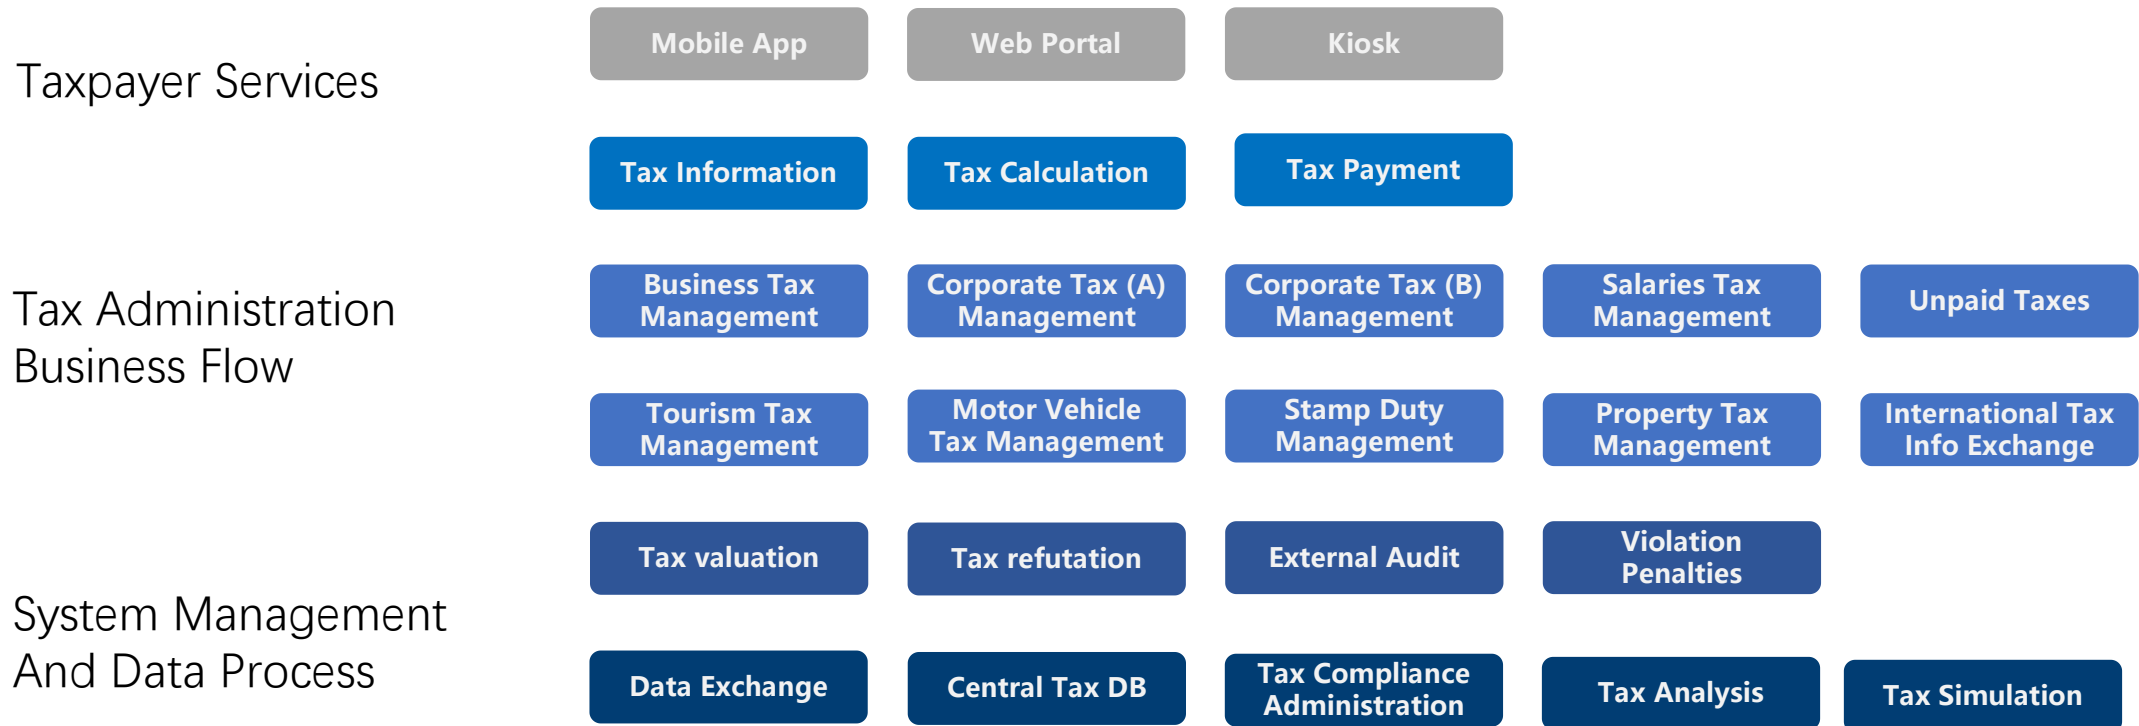 Mobile App
Web Portal
Kiosk
Taxpayer Services
Tax Information
Tax Calculation
Tax Payment
Tax Administration
Business Flow
Business Tax
Management
Corporate Tax (A)
Management
Corporate Tax (B)
Management
Salaries Tax
Management
Unpaid Taxes
Tourism Tax
Management
Motor Vehicle
Tax Management
Stamp Duty
Management
Property Tax
Management
International Tax
Info Exchange
Tax valuation
Tax refutation
External Audit
Violation
Penalties
System Management
And Data Process
Data Exchange
Central Tax DB
Tax Compliance
Administration
Tax Analysis
Tax Simulation